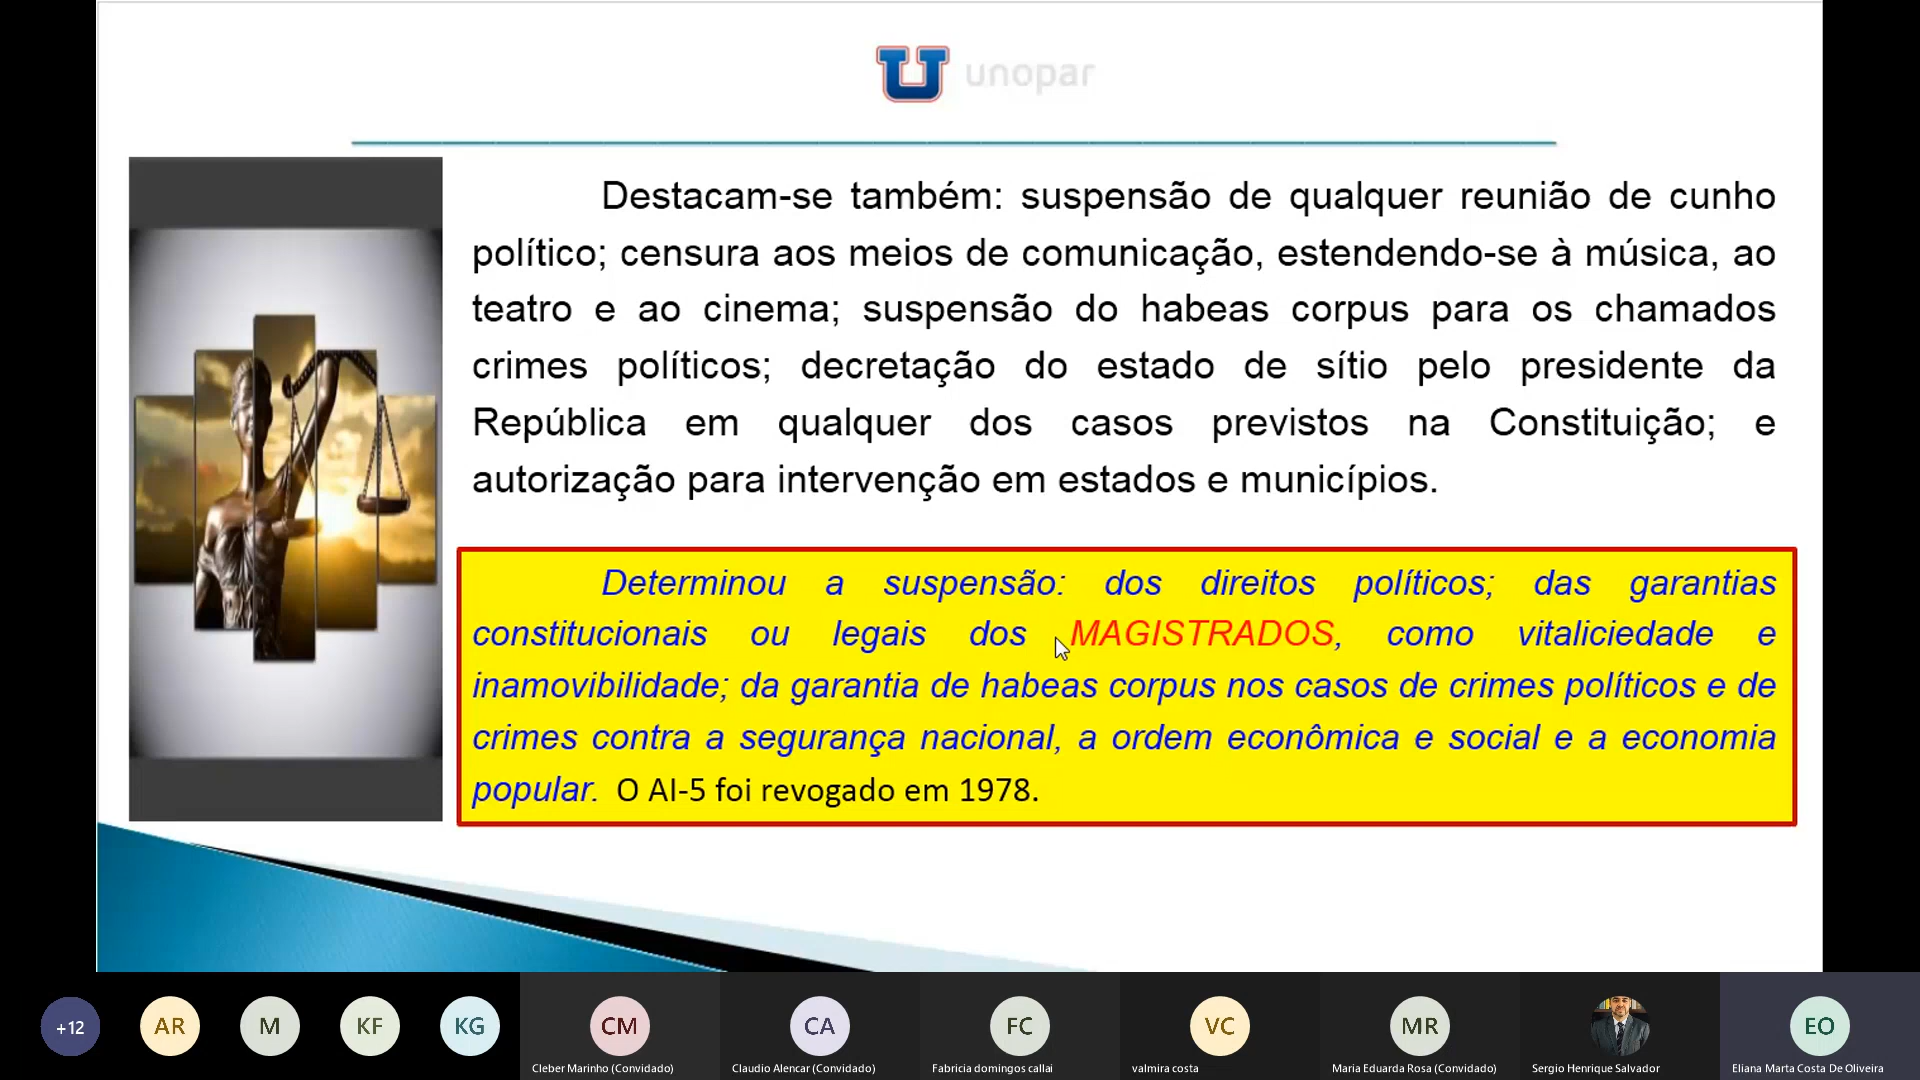 unopar
Destacam-se também: suspensão de qualquer reunião de cunho
político; censura aos meios de comunicação, estendendo-se à música, ao
teatro e ao cinema; suspensão do habeas corpus para os chamados
crimes políticos; decretação do estado de sítio pelo presidente da
República em qualquer dos casos previstos na Constituição; e
autorização para intervenção em estados e municípios.
Determinou a suspensão: dos direitos políticos; das garantias
constitucionais ou legais dos MAGISTRADOS, como vitaliciedade e
inamovibilidade; da garantia de habeas corpus nos casos de crimes políticos e de
crimes contra a segurança nacional, a ordem econômica e social e a economia
popular. O AI-5 foi revogado em 1978.
+12 AR M KF KG CM CA FC VC MR EO
Cleber Marinho (Convidado) Claudio Alencar (Convidado) Fabricia domingos callai valmira costa Maria Eduarda Rosa (Convidado) Sergio Henrique Salvador Eliana Marta Costa De Oliveira